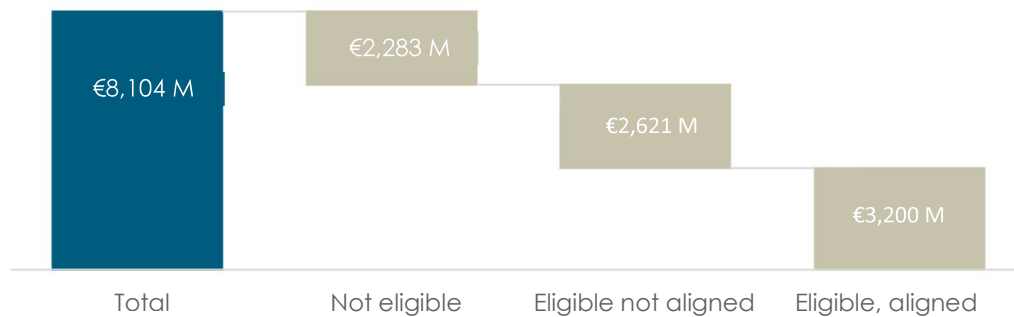 €8,104 M
€2,283 M
€2,621 M
€3,200 M
Total
Not eligible
Eligible not aligned
Eligible, aligned